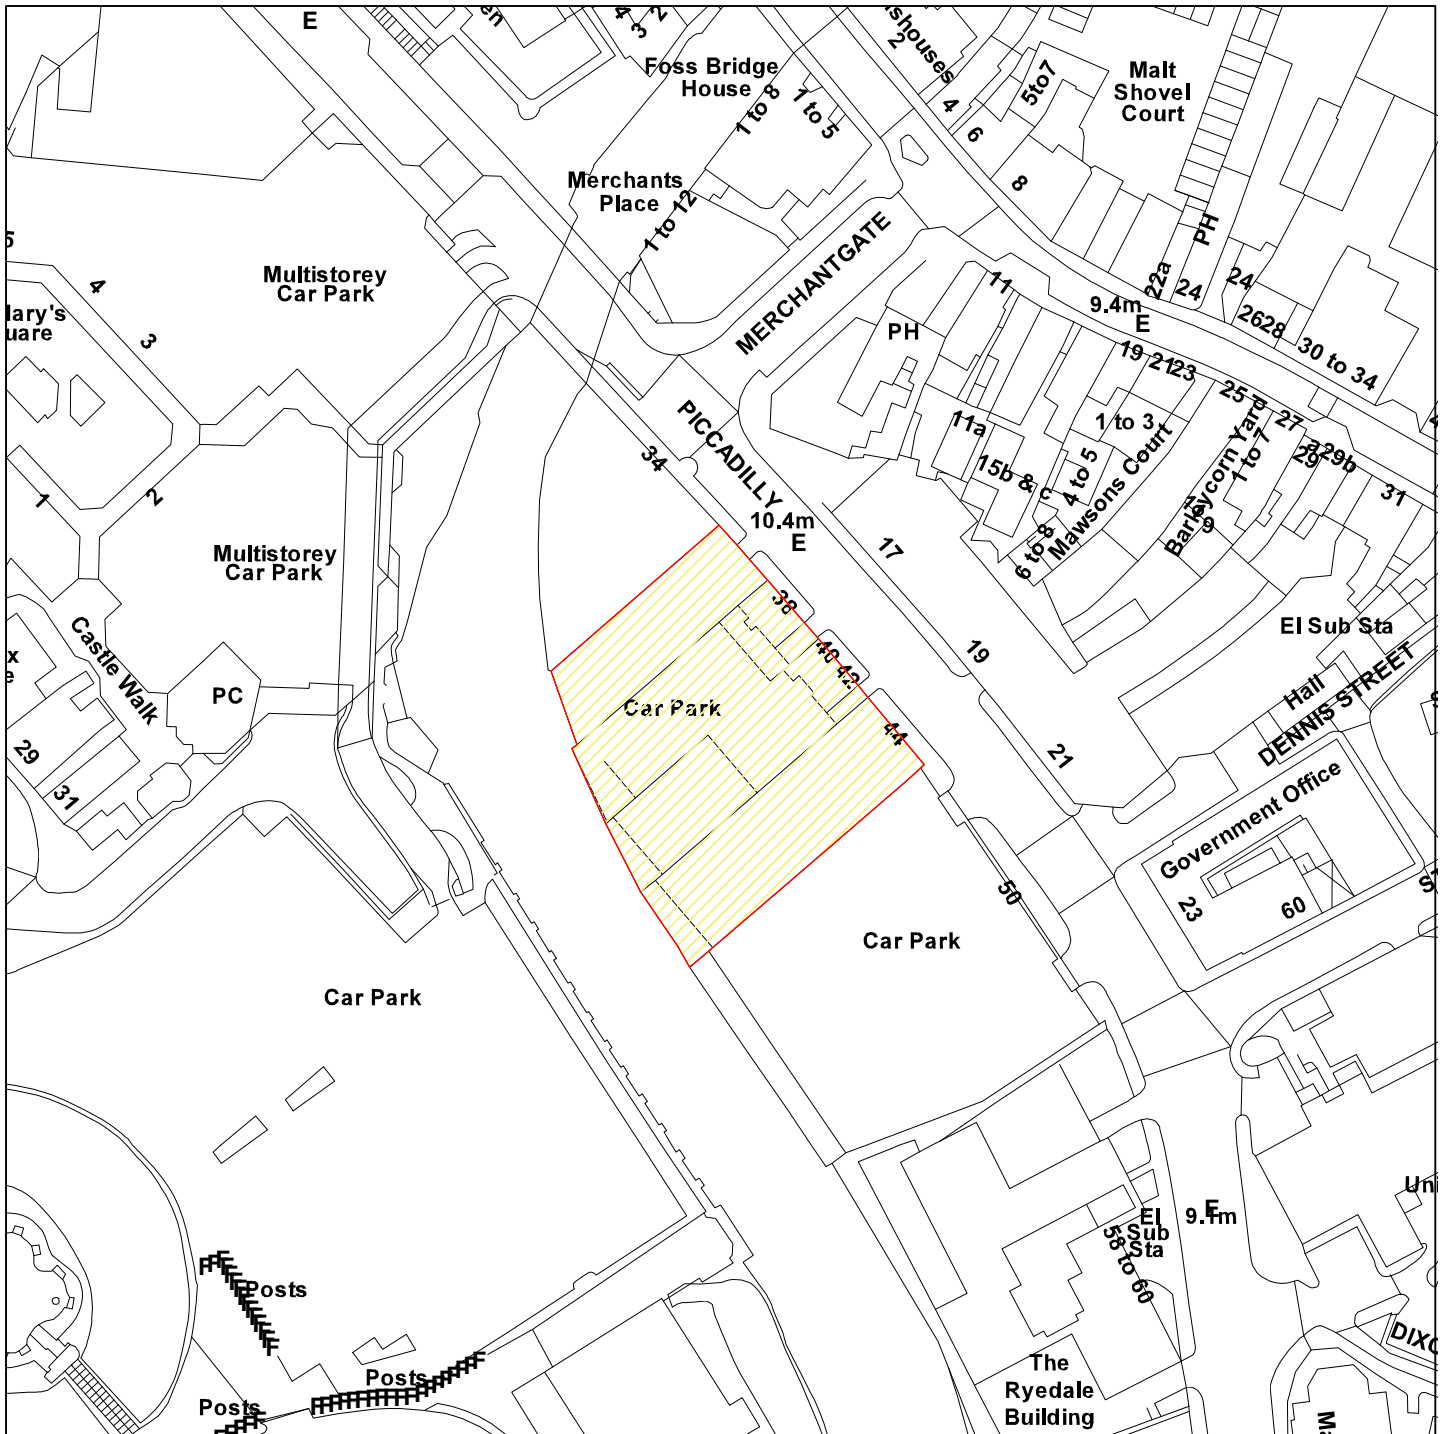 E
4
3
2
Foss Bridge
House
1 to 8
1 to 5
2
4
6
8
5to7
Malt
Shovel
Court
Merchants
Place
1 to 12
MERCHANTGATE
PH
22a
24
24
2628
30 to 34
9.4m
E
11
PH
19
21
23
25
27
29
29b
31
5
4
3
Multistorey
Car Park
1
2
34
PICCADILLY
10.4m
E
11a
15b & c
1 to 3
4 to 5
6 to 8
Mawsons Court
Barleycorn Yard
1 to 7
17
19
21
El Sub Sta
Hall
DENNIS STREET
Multistorey
Car Park
Castle Walk
PC
29
31
38
40
42
44
Car Park
Government Office
23
60
50
Car Park
Car Park
El
Sub
Sta
9.1m
E
58 to 60
Posts
Posts
Posts
The
Ryedale
Building